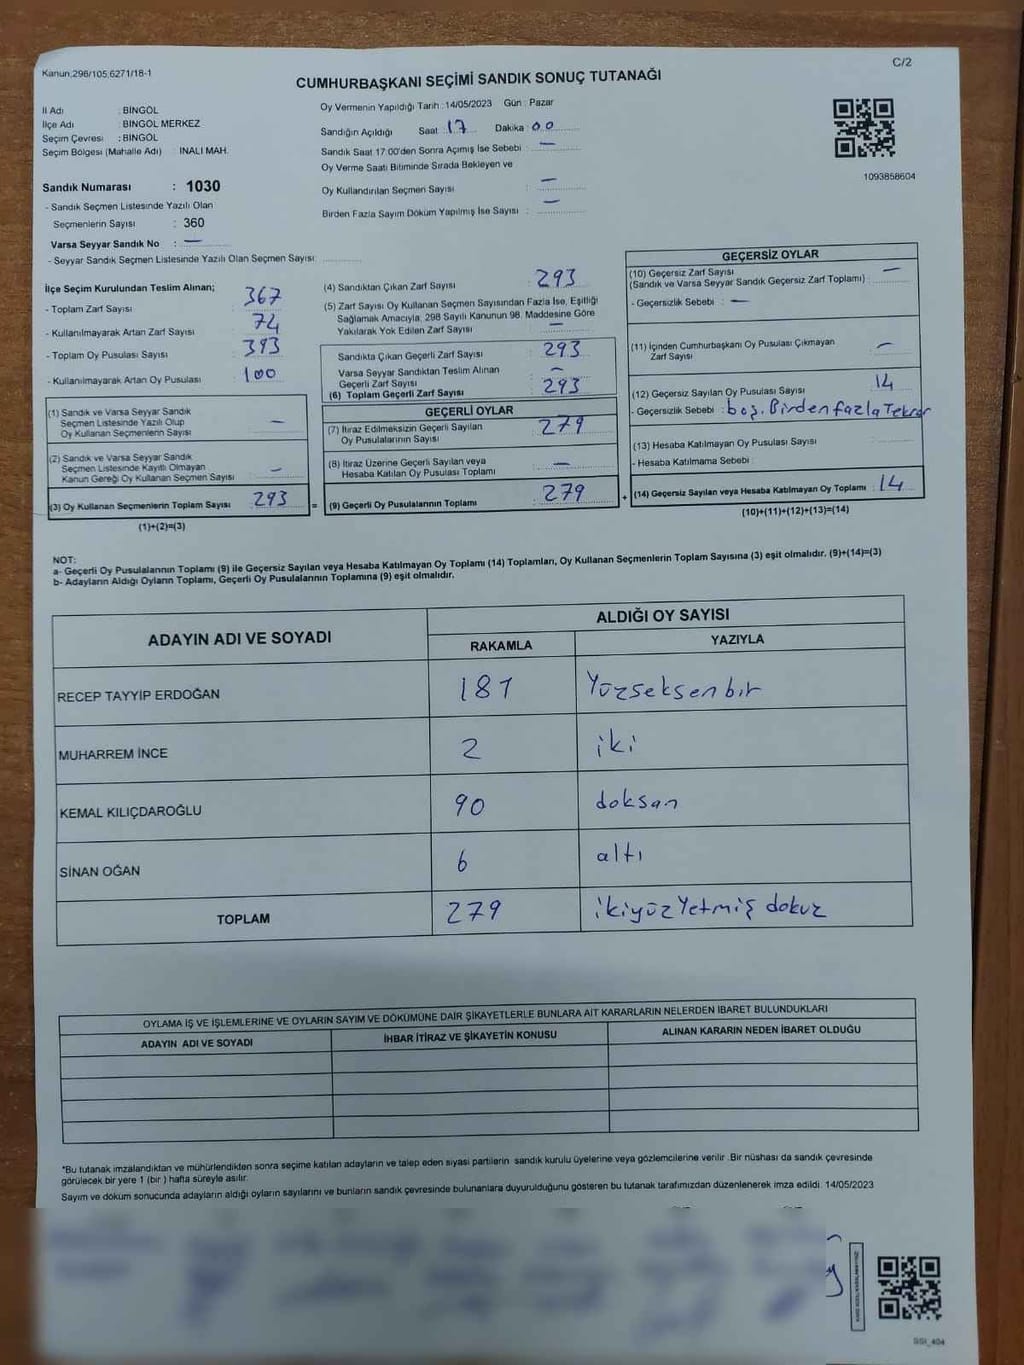 Kanun:298/105;6271/18-1
C/2
CUMHURBAŞKANI SEÇİMİ SANDIK SONUÇ TUTANAĞI
İl Adı : BİNGÖL
İlçe Adı : BİNGÖL MERKEZ
Seçim Çevresi : BİNGÖL
Seçim Bölgesi (Mahalle Adı) : İNALI MAH.
Sandık Numarası : 1030
- Sandık Seçmen Listesinde Yazılı Olan
Seçmenlerin Sayısı : 360
Varsa Seyyar Sandık No : —
- Seyyar Sandık Seçmen Listesinde Yazılı Olan Seçmen Sayısı:
Oy Vermenin Yapıldığı Tarih : 14/05/2023 Gün : Pazar
Sandığın Açıldığı Saat : 17 Dakika : 00
Sandık Saat 17:00'den Sonra Açılmış İse Sebebi : —
Oy Verme Saati Bitiminde Sırada Bekleyen ve
Oy Kullandırılan Seçmen Sayısı : —
Birden Fazla Sayım Döküm Yapılmış İse Sayısı : —
1093858604
İlçe Seçim Kurulundan Teslim Alınan;
- Toplam Zarf Sayısı 367
- Kullanılmayarak Artan Zarf Sayısı 74
- Toplam Oy Pusulası Sayısı 393
- Kullanılmayarak Artan Oy Pusulası 100
(1) Sandık ve Varsa Seyyar Sandık
Seçmen Listesinde Yazılı Olup
Oy Kullanan Seçmenlerin Sayısı —
(2) Sandık ve Varsa Seyyar Sandık
Seçmen Listesinde Kayıtlı Olmayan
Kanun Gereği Oy Kullanan Seçmen Sayısı —
(3) Oy Kullanan Seçmenlerin Toplam Sayısı 293
(1)+(2)=(3)
(4) Sandıktan Çıkan Zarf Sayısı 293
(5) Zarf Sayısı Oy Kullanan Seçmen Sayısından Fazla İse, Eşitliği
Sağlamak Amacıyla, 298 Sayılı Kanunun 98. Maddesine Göre
Yakılarak Yok Edilen Zarf Sayısı —
Sandıkta Çıkan Geçerli Zarf Sayısı 293
Varsa Seyyar Sandıktan Teslim Alınan
Geçerli Zarf Sayısı —
(6) Toplam Geçerli Zarf Sayısı 293
GEÇERLİ OYLAR
(7) İtiraz Edilmeksizin Geçerli Sayılan
Oy Pusulalarının Sayısı 279
(8) İtiraz Üzerine Geçerli Sayılan veya
Hesaba Katılan Oy Pusulası Toplamı —
= (9) Geçerli Oy Pusulalarının Toplamı 279
GEÇERSİZ OYLAR
(10) Geçersiz Zarf Sayısı —
(Sandık ve Varsa Seyyar Sandık Geçersiz Zarf Toplamı)
- Geçersizlik Sebebi : —
(11) İçinden Cumhurbaşkanı Oy Pusulası Çıkmayan
Zarf Sayısı —
(12) Geçersiz Sayılan Oy Pusulası Sayısı 14
- Geçersizlik Sebebi : boş. Birden fazla Tekrar
(13) Hesaba Katılmayan Oy Pusulası Sayısı
- Hesaba Katılmama Sebebi :
+ (14) Geçersiz Sayılan veya Hesaba Katılmayan Oy Toplamı : 14
(10)+(11)+(12)+(13)=(14)
NOT:
a- Geçerli Oy Pusulalarının Toplamı (9) ile Geçersiz Sayılan veya Hesaba Katılmayan Oy Toplamı (14) Toplamları, Oy Kullanan Seçmenlerin Toplam Sayısına (3) eşit olmalıdır. (9)+(14)=(3)
b- Adayların Aldığı Oyların Toplamı, Geçerli Oy Pusulalarının Toplamına (9) eşit olmalıdır.
ADAYIN ADI VE SOYADI ALDIĞI OY SAYISI
RAKAMLA YAZIYLA
RECEP TAYYİP ERDOĞAN 181 Yüzseksenbir
MUHARREM İNCE 2 iki
KEMAL KILIÇDAROĞLU 90 doksan
SİNAN OĞAN 6 altı
TOPLAM 279 ikiyüzYetmiş dokuz
OYLAMA İŞ VE İŞLEMLERİNE VE OYLARIN SAYIM VE DÖKÜMÜNE DAİR ŞİKAYETLERLE BUNLARA AİT KARARLARIN NELERDEN İBARET BULUNDUKLARI
ADAYIN ADI VE SOYADI İHBAR İTİRAZ VE ŞİKAYETİN KONUSU ALINAN KARARIN NEDEN İBARET OLDUĞU
*Bu tutanak imzalandıktan ve mühürlendikten sonra seçime katılan adayların ve talep eden siyasi partilerin sandık kurulu üyelerine veya gözlemcilerine verilir .Bir nüshası da sandık çevresinde
görülecek bir yere 1 (bir ) hafta süreyle asılır.
Sayım ve döküm sonucunda adayların aldığı oyların sayılarını ve bunların sandık çevresinde bulunanlara duyurulduğunu gösteren bu tutanak tarafımızdan düzenlenerek imza edildi. 14/05/2023
SSI_404